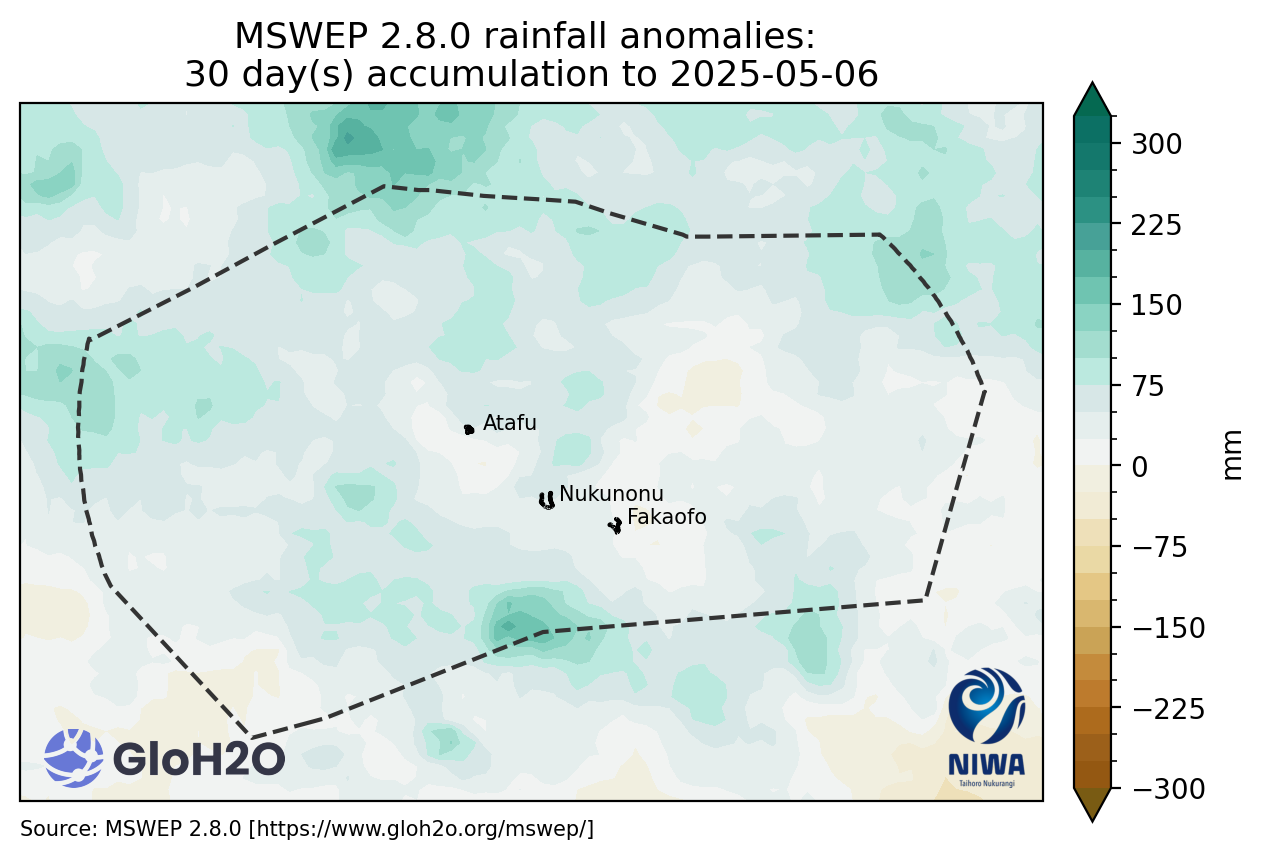 MSWEP 2.8.0 rainfall anomalies:
30 day(s) accumulation to 2025-05-06
300
225
150
75
0
−75
−150
−225
−300
mm
Atafu
Nukunonu
Fakaofo
GloH2O
NIWA
Taihoro Nukurangi
Source: MSWEP 2.8.0 [https://www.gloh2o.org/mswep/]